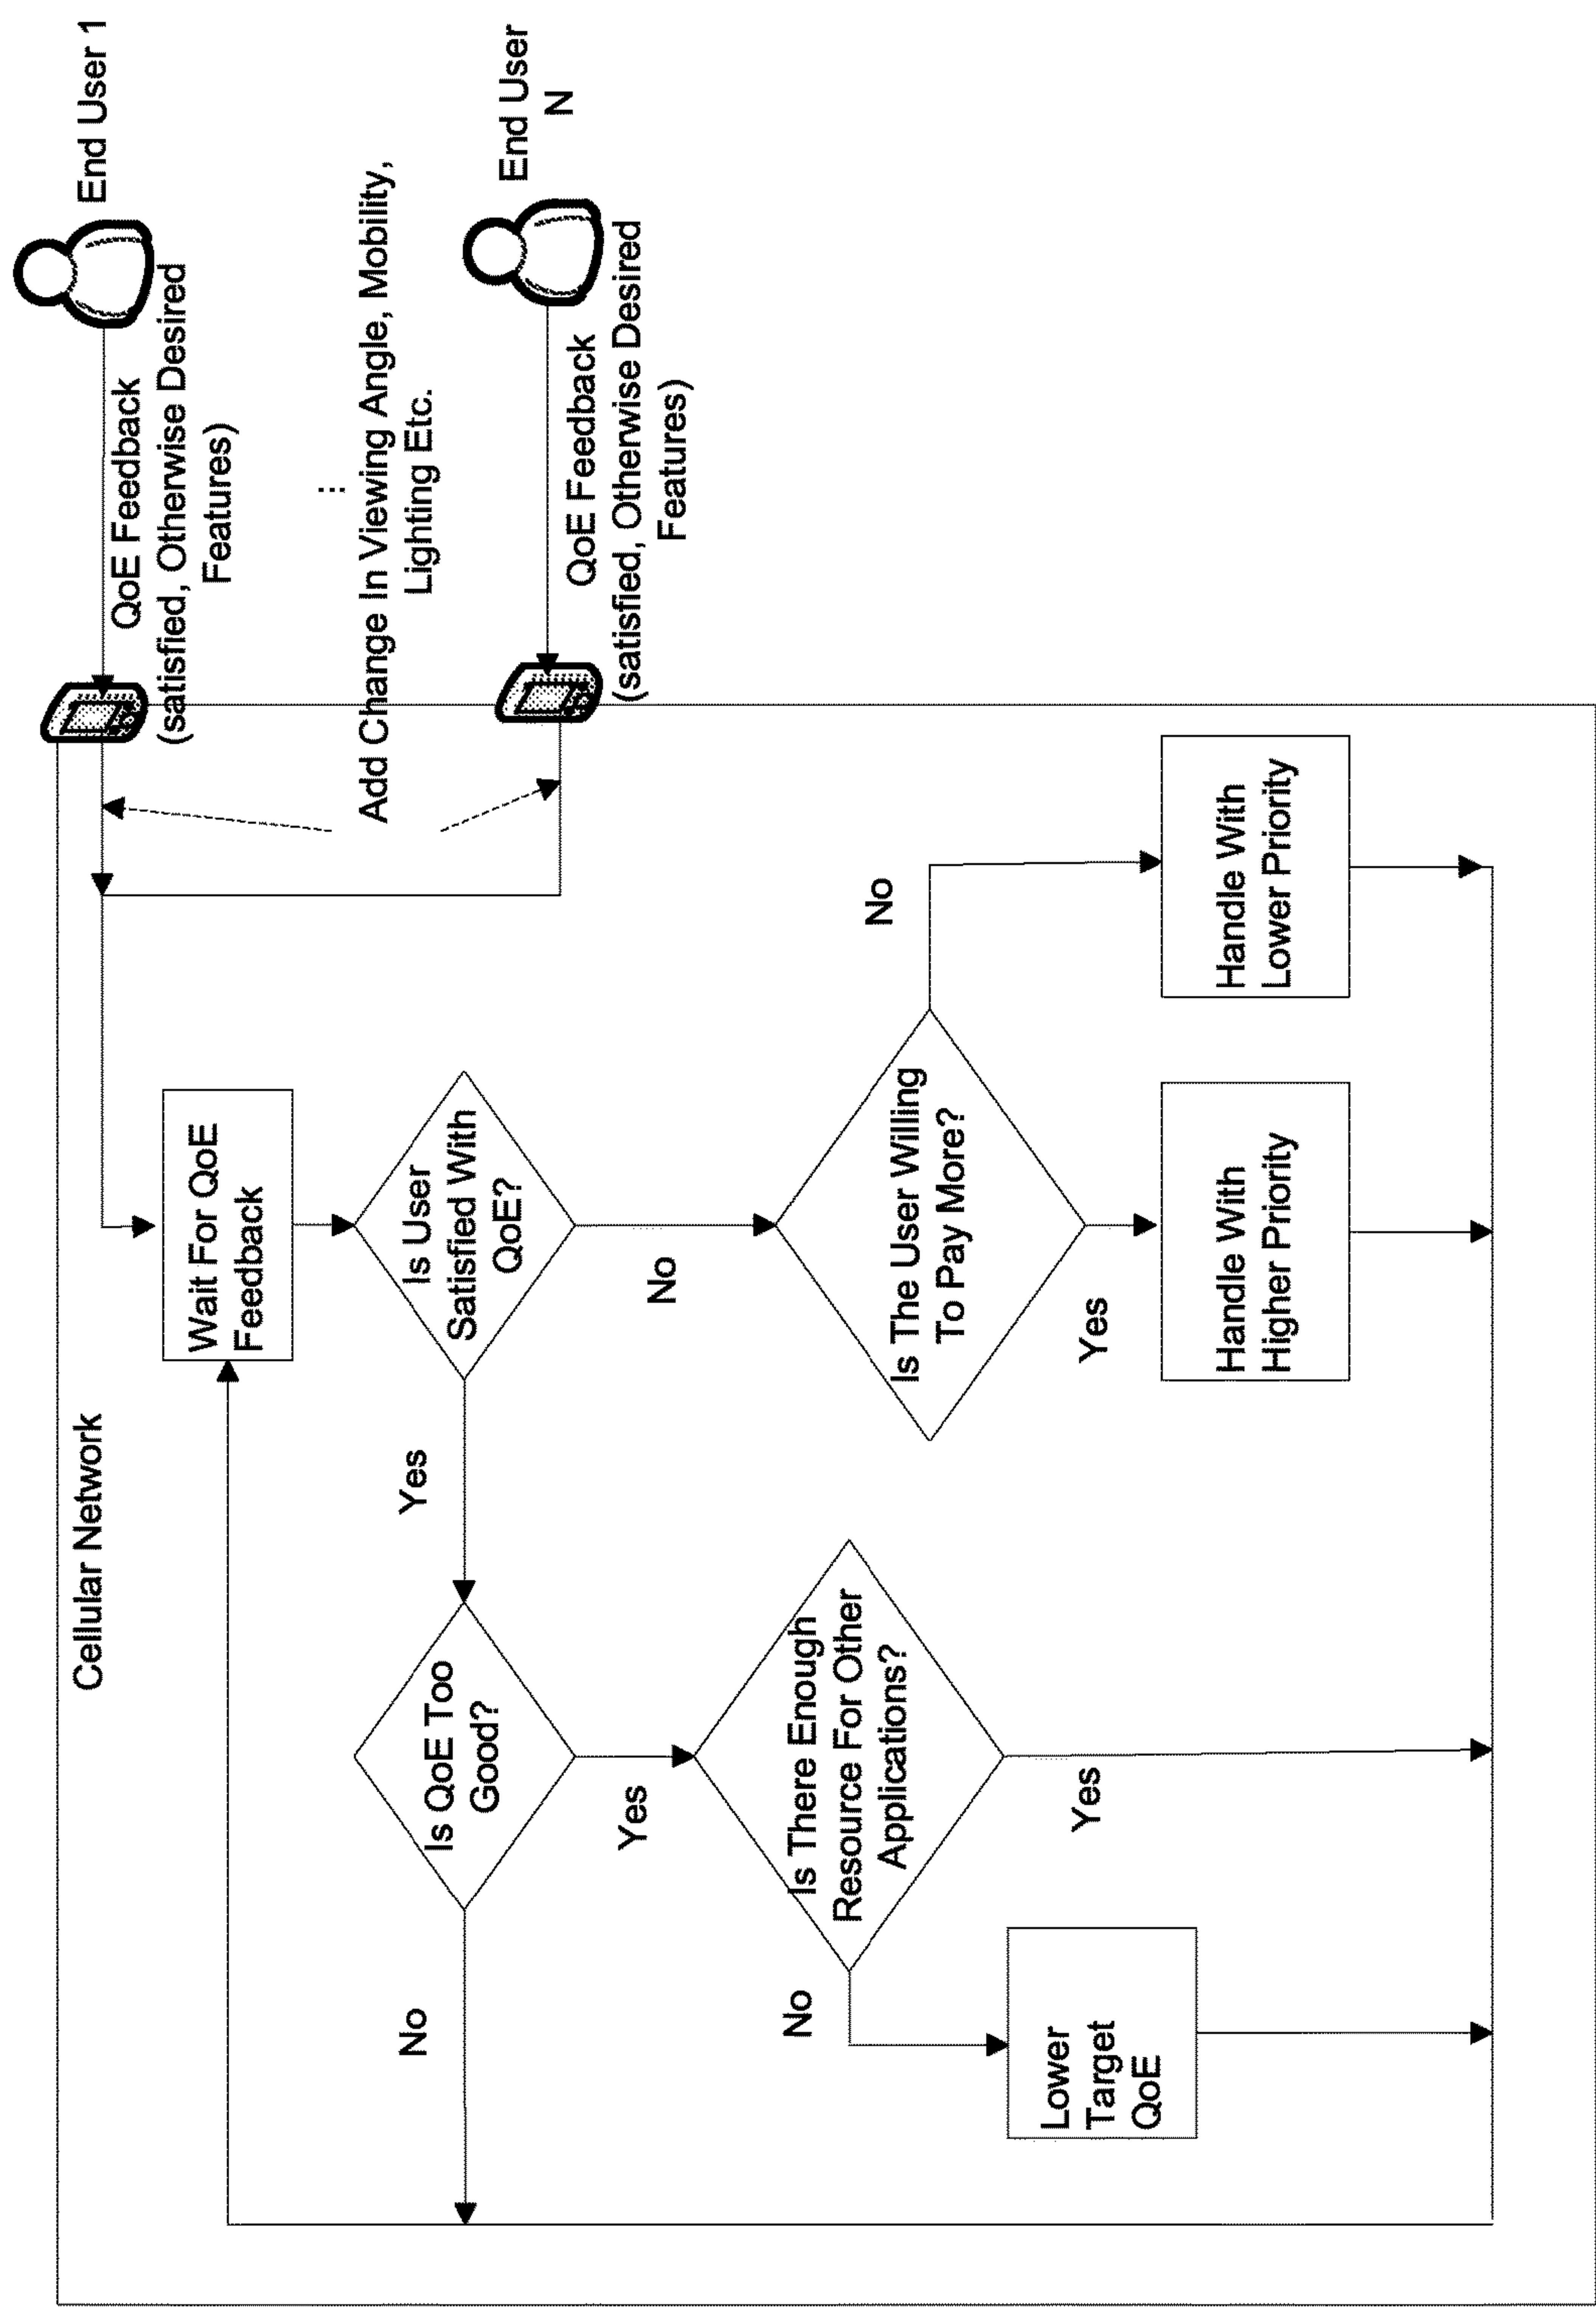 Cellular Network
End User 1
QoE Feedback
(satisfied, Otherwise Desired
Features)
...
Add Change In Viewing Angle, Mobility,
Lighting Etc.
End User
N
QoE Feedback
(satisfied, Otherwise Desired
Features)
Wait For QoE
Feedback
Is User
Satisfied With
QoE?
Yes
No
Is QoE Too
Good?
No
Yes
Is There Enough
Resource For Other
Applications?
No
Yes
Lower
Target
QoE
Is The User Willing
To Pay More?
No
Yes
Handle With
Higher Priority
Handle With
Lower Priority